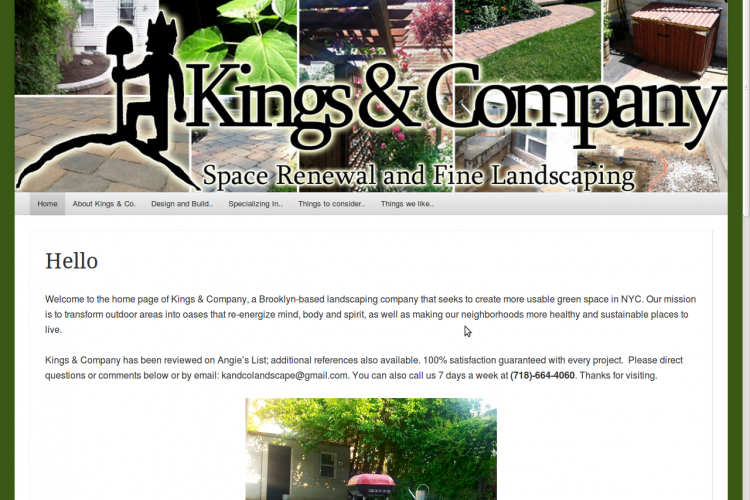 Kings & Company
Space Renewal and Fine Landscaping
Home About Kings & Co. Design and Build.. Specializing In.. Things to consider.. Things we like..
Hello
Welcome to the home page of Kings & Company, a Brooklyn-based landscaping company that seeks to create more usable green space in NYC. Our mission
is to transform outdoor areas into oases that re-energize mind, body and spirit, as well as making our neighborhoods more healthy and sustainable places to
live.
Kings & Company has been reviewed on Angie's List; additional references also available. 100% satisfaction guaranteed with every project. Please direct
questions or comments below or by email: kandcolandscape@gmail.com. You can also call us 7 days a week at (718)-664-4060. Thanks for visiting.